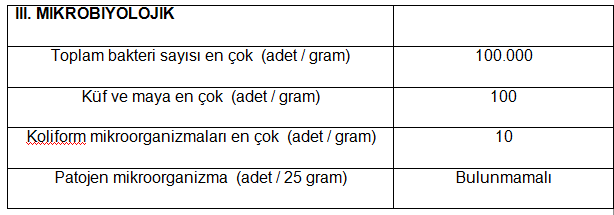 III. MIKROBIYOLOJIK
Toplam bakteri sayısı en çok (adet / gram) 100.000
Küf ve maya en çok (adet / gram) 100
Koliform mikroorganizmaları en çok (adet / gram) 10
Patojen mikroorganizma (adet / 25 gram) Bulunmamalı